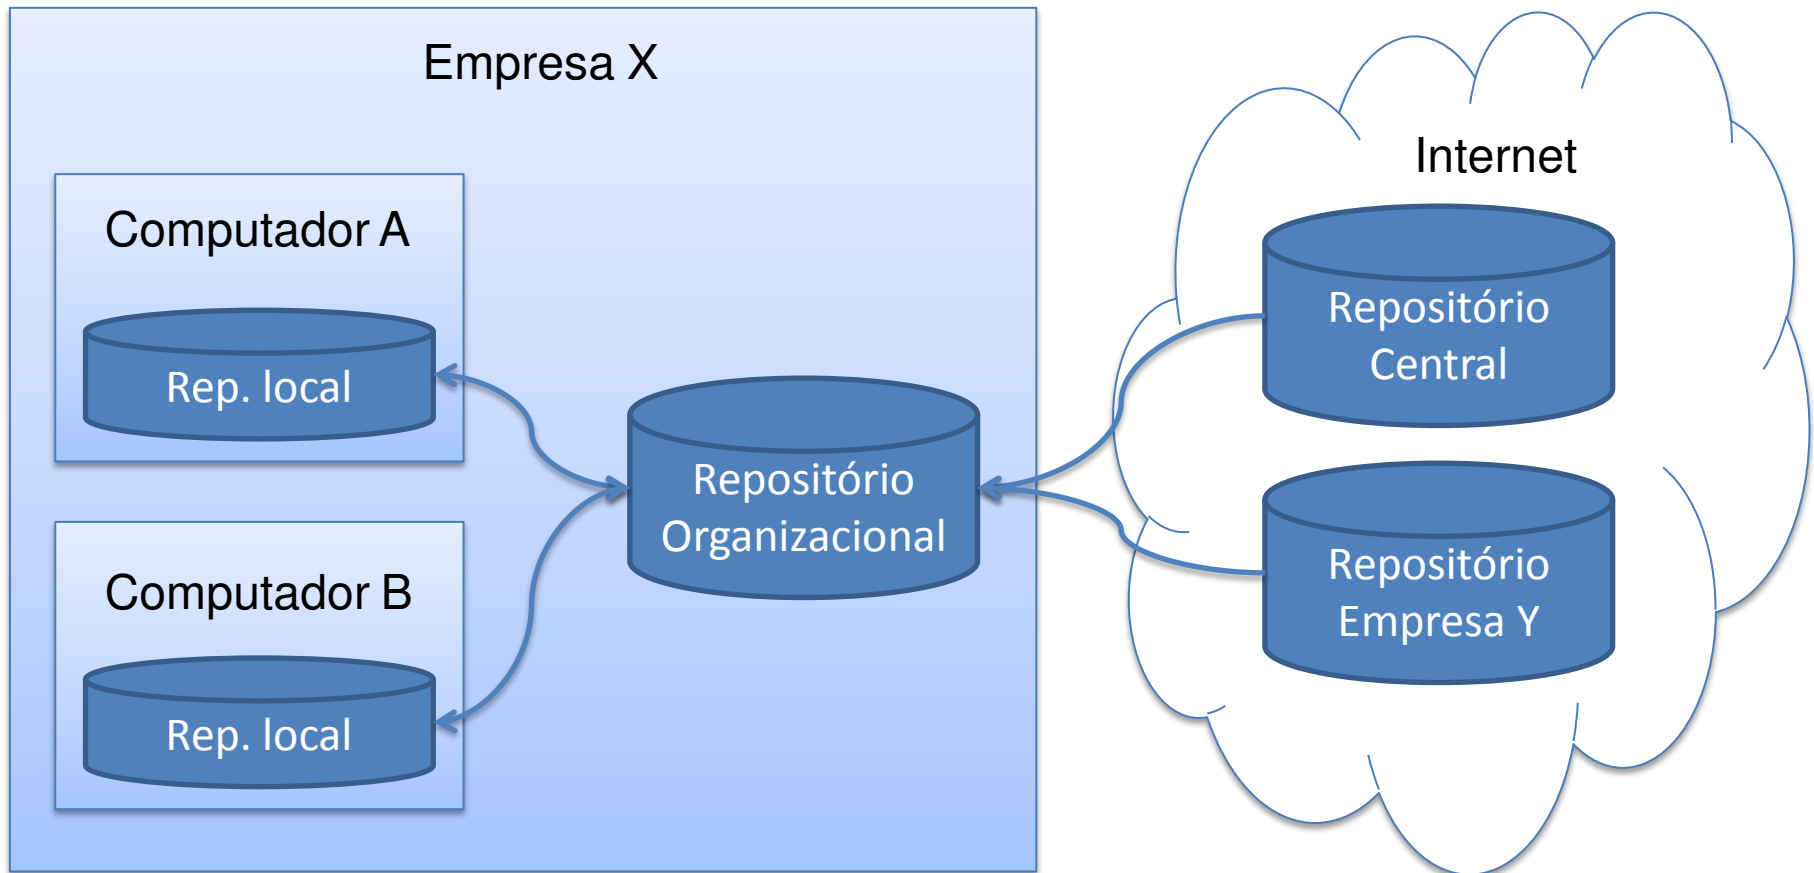 Empresa X
Computador A
Rep. local
Computador B
Rep. local
Repositório
Organizacional
Internet
Repositório
Central
Repositório
Empresa Y